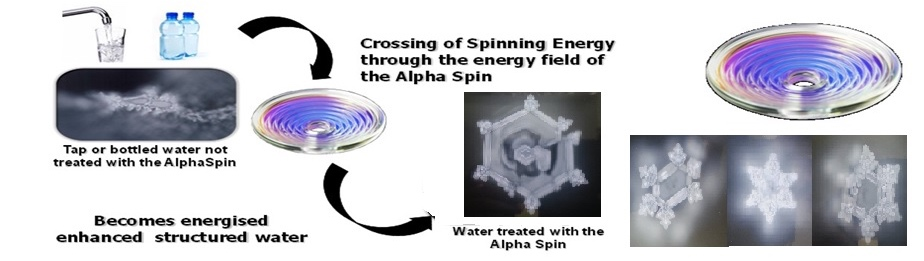 Crossing of Spinning Energy
through the energy field of
the Alpha Spin
Tap or bottled water not
treated with the AlphaSpin
Becomes energised
enhanced structured water
Water treated with the
Alpha Spin